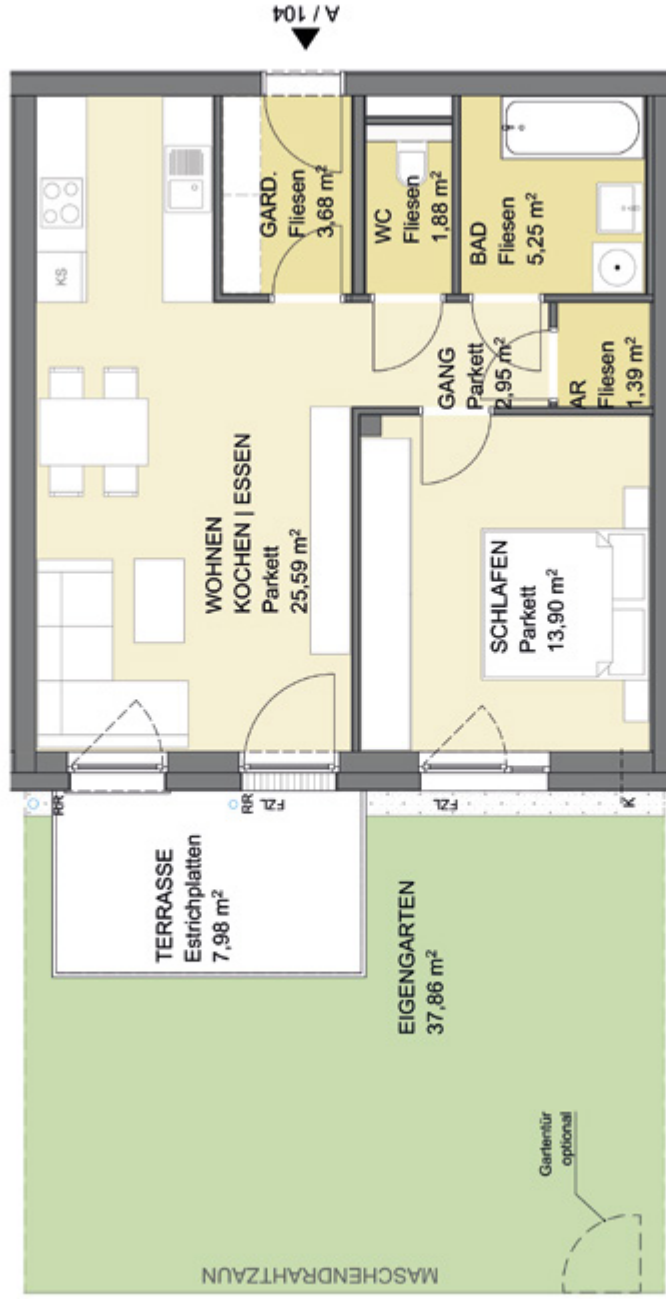 A / 104
GARD.
Fliesen
3,68 m²
WC
Fliesen
1,88 m²
BAD
Fliesen
5,25 m²
KS
GANG
Parkett
2,95 m²
AR
Fliesen
1,39 m²
WOHNEN
KOCHEN | ESSEN
Parkett
25,59 m²
SCHLAFEN
Parkett
13,90 m²
RR
RR
FZL
FZL
K
TERRASSE
Estrichplatten
7,98 m²
EIGENGARTEN
37,86 m²
Gartentür
optional
MASCHENDRAHTZAUN